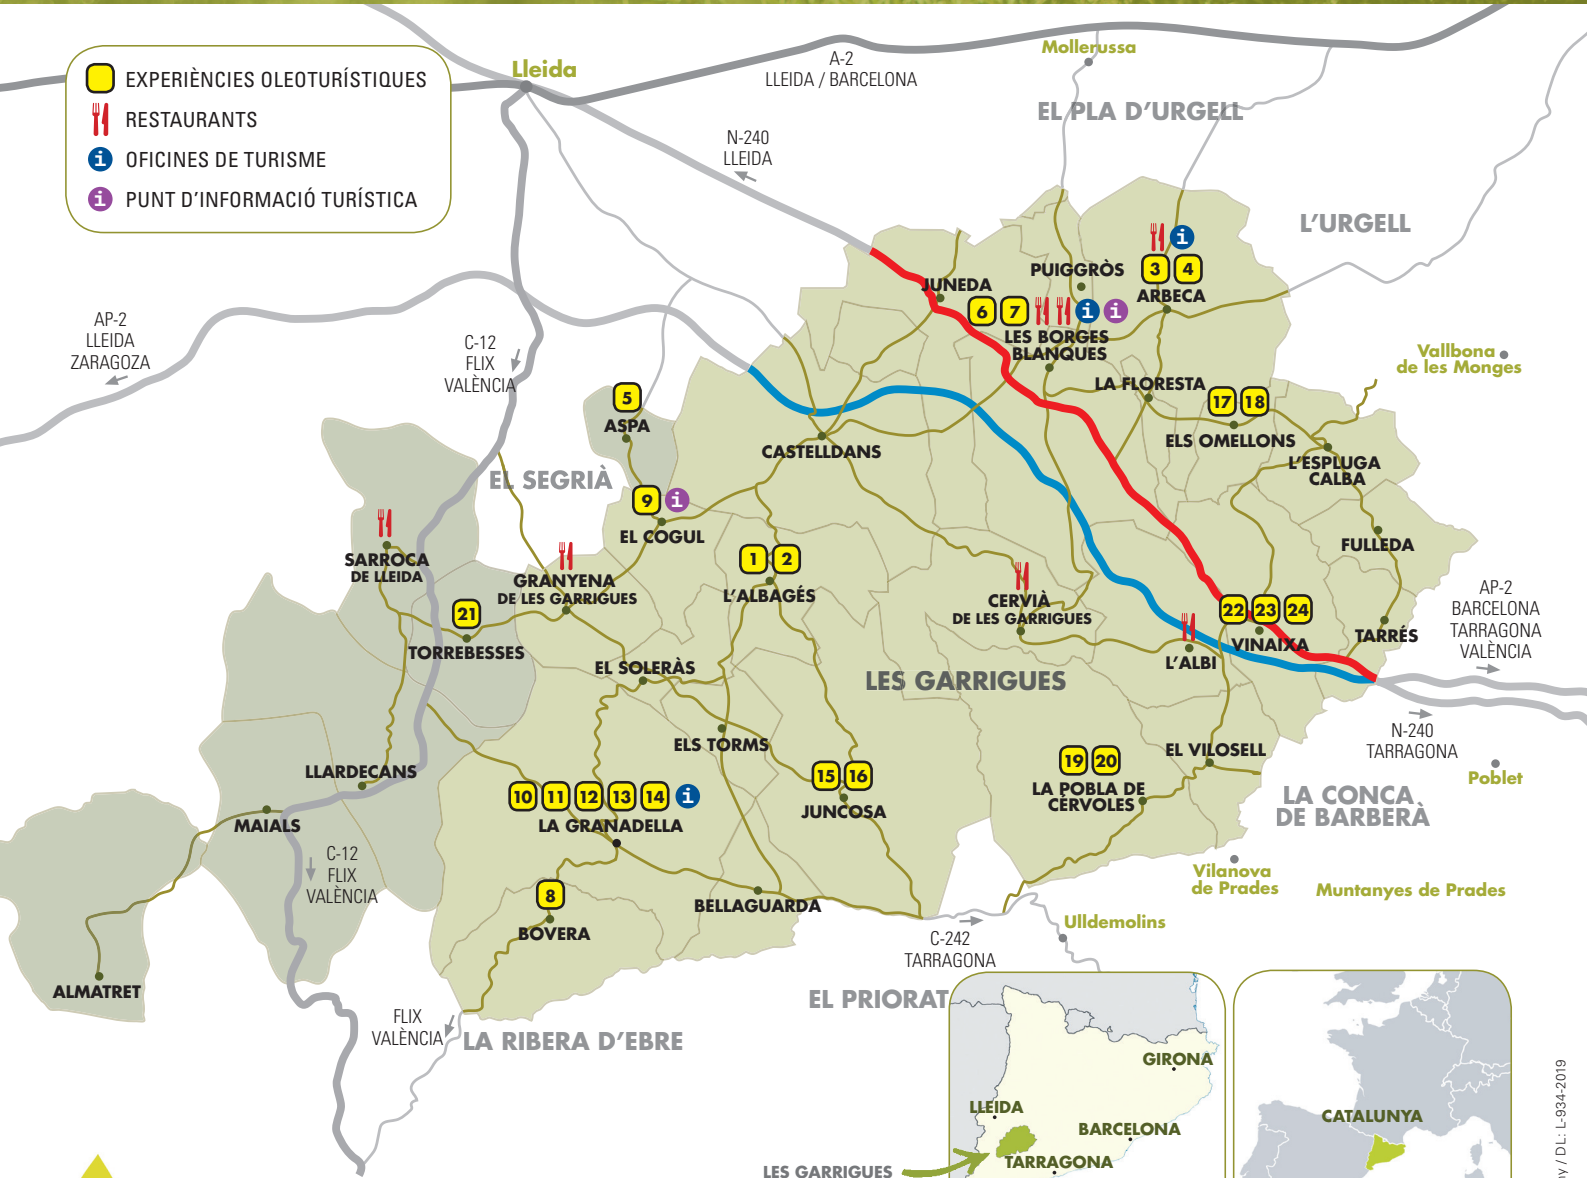 EXPERIÈNCIES OLEOTURÍSTIQUES
RESTAURANTS
i OFICINES DE TURISME
i PUNT D'INFORMACIÓ TURÍSTICA
Lleida
A-2
LLEIDA / BARCELONA
Mollerussa
EL PLA D'URGELL
N-240
LLEIDA
L'URGELL
AP-2
LLEIDA
ZARAGOZA
C-12
FLIX
VALÈNCIA
JUNEDA
PUIGGRÒS
i
3 4
ARBECA
6 7 i i
LES BORGES
BLANQUES
Vallbona
de les Monges
LA FLORESTA
17 18
ELS OMELLONS
L'ESPLUGA
CALBA
5
ASPA
CASTELLDANS
EL SEGRIÀ
9 i
EL COGUL
SARROCA
DE LLEIDA
GRANYENA
DE LES GARRIGUES
1 2
L'ALBAGÉS
CERVIÀ
DE LES GARRIGUES
FULLEDA
22 23 24
VINAIXA
TARRÉS
AP-2
BARCELONA
TARRAGONA
VALÈNCIA
21
TORREBESSES
EL SOLERÀS
L'ALBI
LES GARRIGUES
ELS TORMS
EL VILOSELL
N-240
TARRAGONA
Poblet
LLARDECANS
MAIALS
10 11 12 13 14 i
LA GRANADELLA
15 16
JUNCOSA
19 20
LA POBLA DE
CÉRVOLES
LA CONCA
DE BARBERÀ
C-12
FLIX
VALÈNCIA
8
BOVERA
BELLAGUARDA
Vilanova
de Prades
Muntanyes de Prades
Ulldemolins
C-242
TARRAGONA
ALMATRET
EL PRIORAT
FLIX
VALÈNCIA
LA RIBERA D'EBRE
GIRONA
LLEIDA
BARCELONA
TARRAGONA
LES GARRIGUES
CATALUNYA
/ DL: L-934-2019